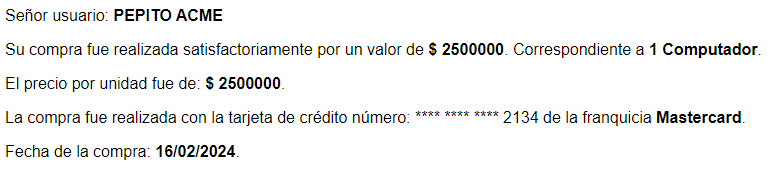 Señor usuario: PEPITO ACME
Su compra fue realizada satisfactoriamente por un valor de $ 2500000. Correspondiente a 1 Computador.
El precio por unidad fue de: $ 2500000.
La compra fue realizada con la tarjeta de crédito número: **** **** **** 2134 de la franquicia Mastercard.
Fecha de la compra: 16/02/2024.